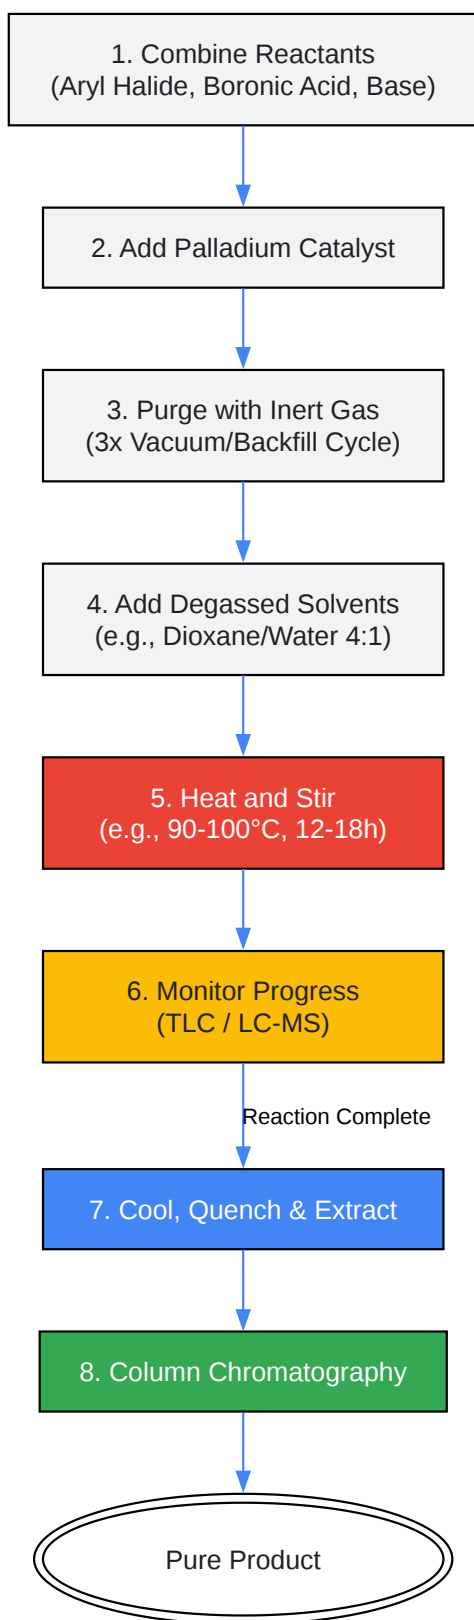 1. Combine Reactants
(Aryl Halide, Boronic Acid, Base)
2. Add Palladium Catalyst
3. Purge with Inert Gas
(3x Vacuum/Backfill Cycle)
4. Add Degassed Solvents
(e.g., Dioxane/Water 4:1)
5. Heat and Stir
(e.g., 90-100°C, 12-18h)
6. Monitor Progress
(TLC / LC-MS)
Reaction Complete
7. Cool, Quench & Extract
8. Column Chromatography
Pure Product